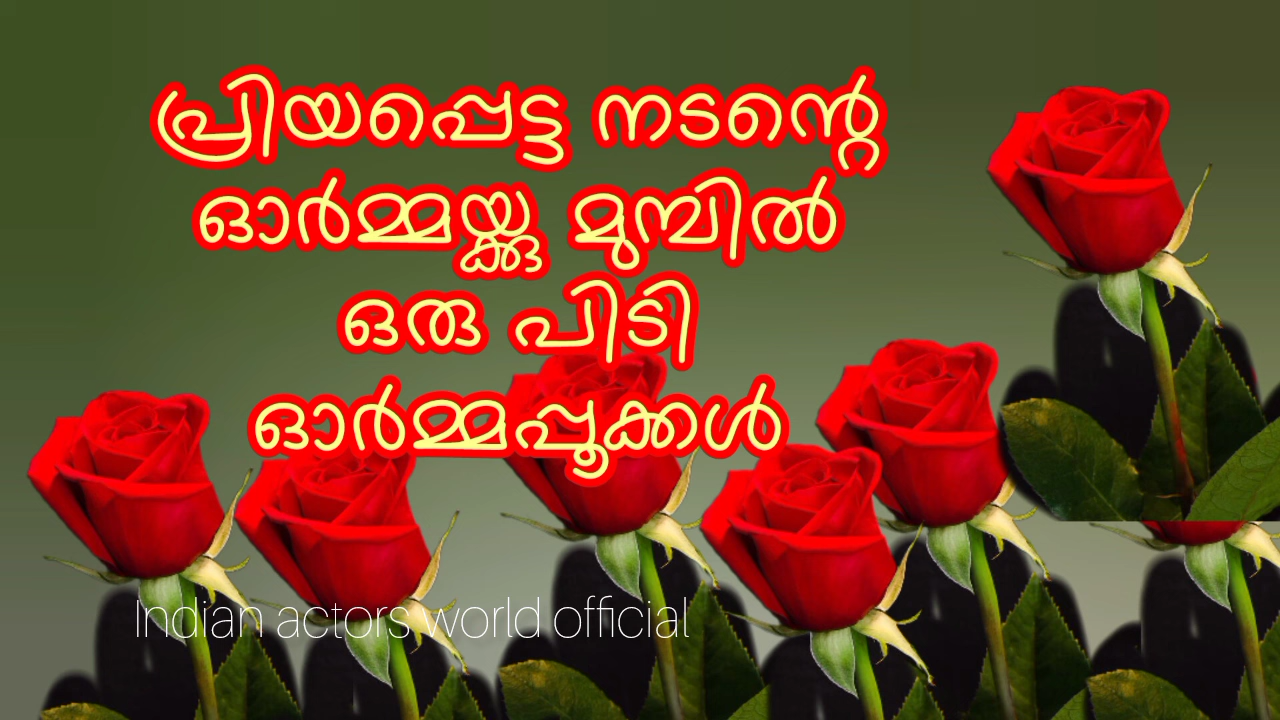 പ്രിയപ്പെട്ട നടന്റെ
ഓർമ്മയ്ക്കു മുമ്പിൽ
ഒരു പിടി
ഓർമ്മപ്പൂക്കൾ
Indian actors world official